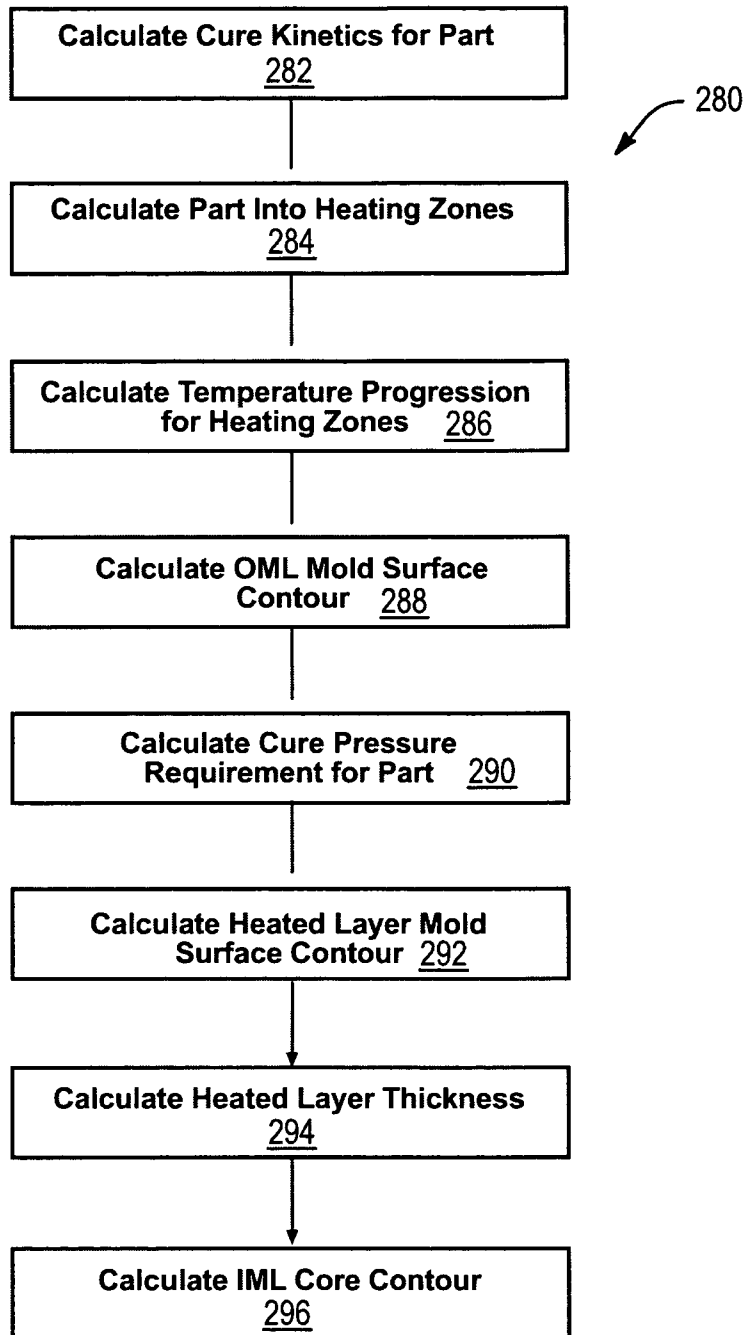 Calculate Cure Kinetics for Part
282
280
Calculate Part Into Heating Zones
284
Calculate Temperature Progression
for Heating Zones 286
Calculate OML Mold Surface
Contour 288
Calculate Cure Pressure
Requirement for Part 290
Calculate Heated Layer Mold
Surface Contour 292
Calculate Heated Layer Thickness
294
Calculate IML Core Contour
296